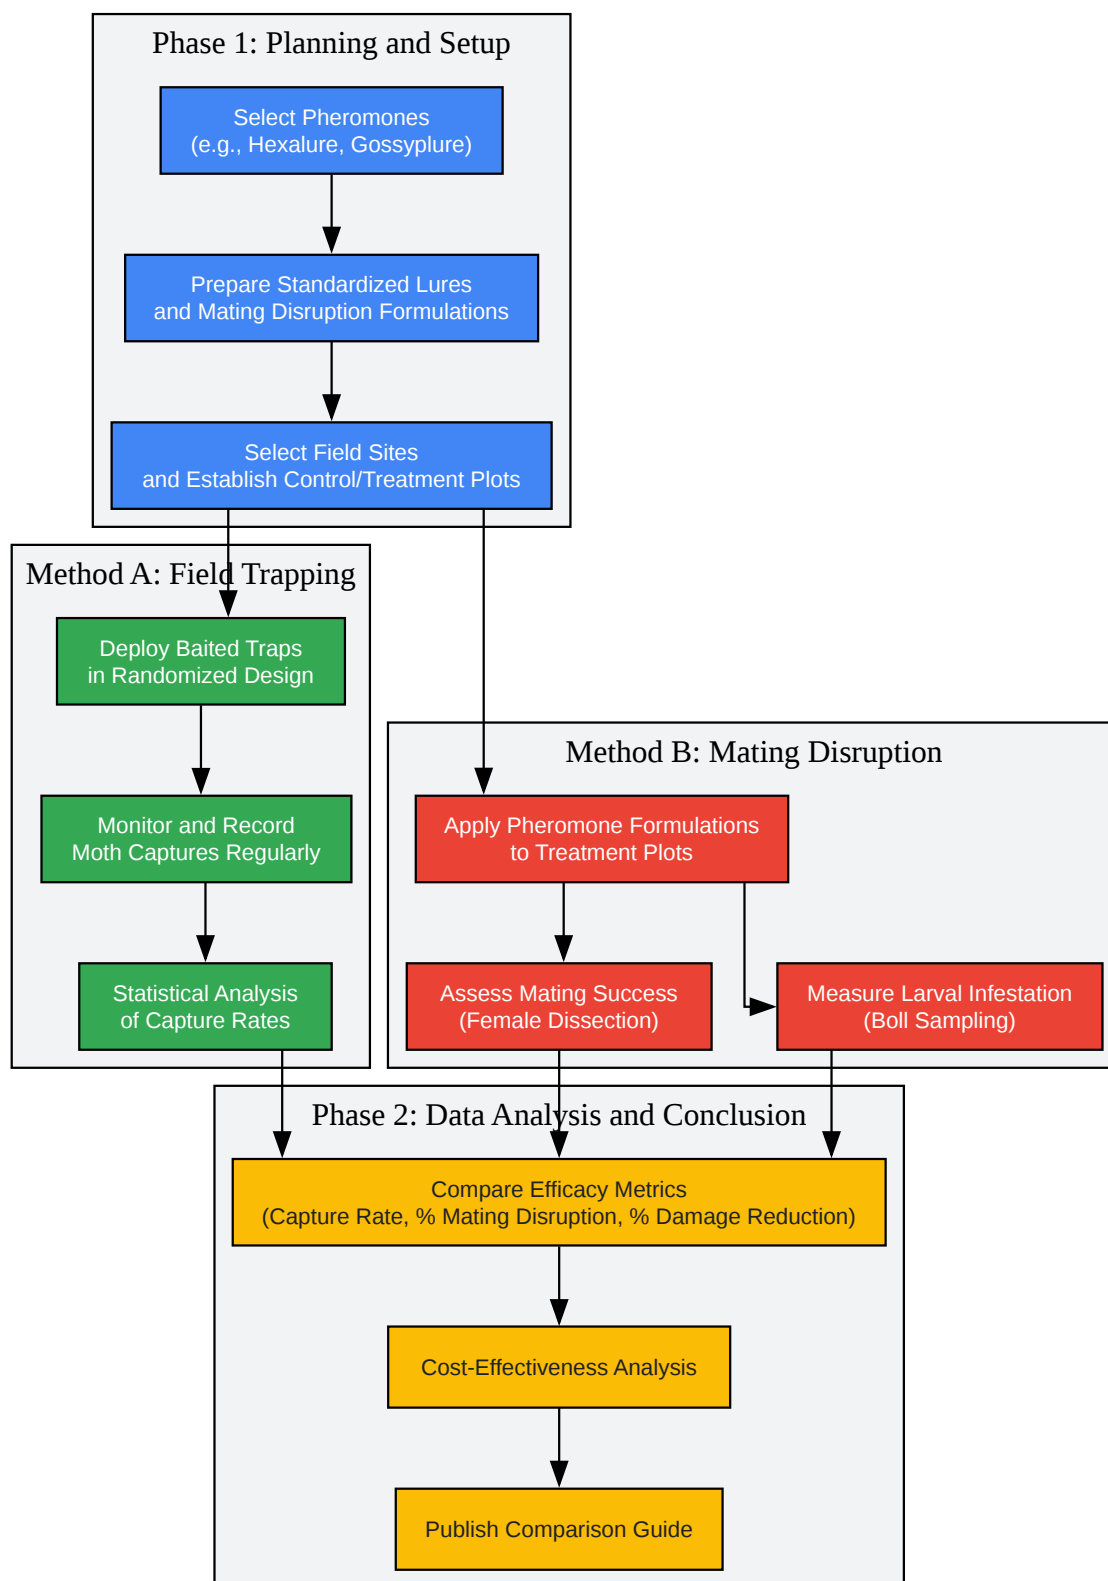 Phase 1: Planning and Setup
Select Pheromones
(e.g., Hexalure, Gossyplure)
Prepare Standardized Lures
and Mating Disruption Formulations
Select Field Sites
and Establish Control/Treatment Plots
Method A: Field Trapping
Deploy Baited Traps
in Randomized Design
Monitor and Record
Moth Captures Regularly
Statistical Analysis
of Capture Rates
Method B: Mating Disruption
Apply Pheromone Formulations
to Treatment Plots
Assess Mating Success
(Female Dissection)
Measure Larval Infestation
(Boll Sampling)
Phase 2: Data Analysis and Conclusion
Compare Efficacy Metrics
(Capture Rate, % Mating Disruption, % Damage Reduction)
Cost-Effectiveness Analysis
Publish Comparison Guide